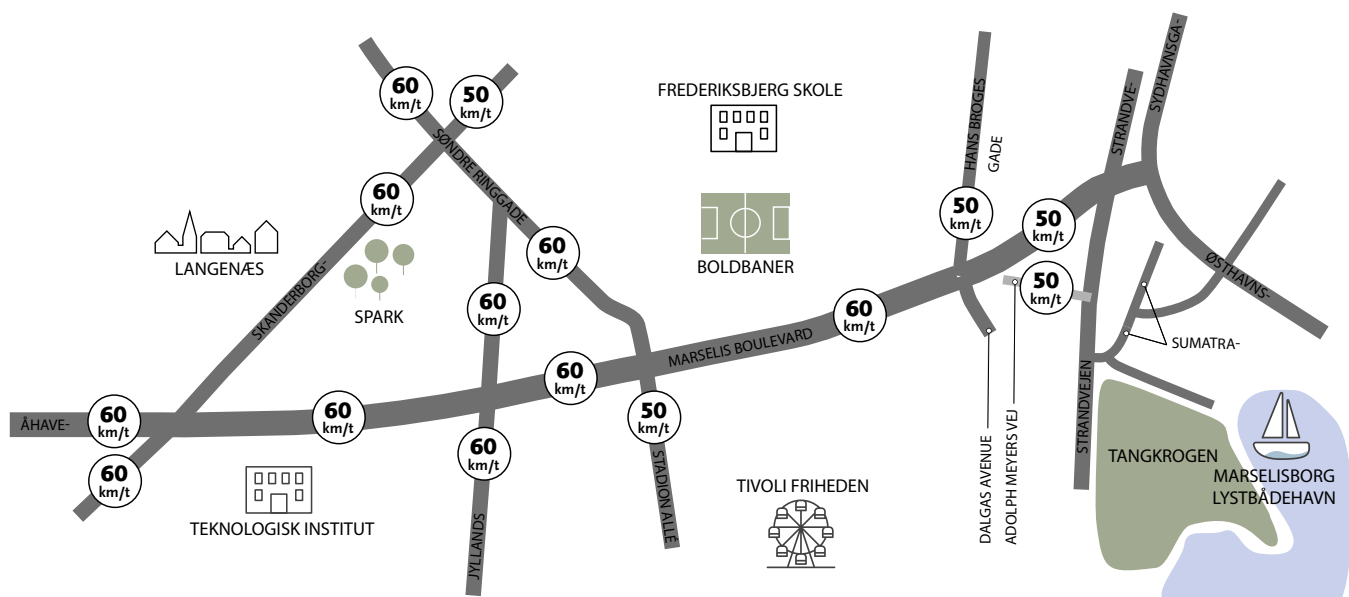 60
km/t
50
km/t
SØNDRE RINGGADE
60
km/t
LANGENÆS
SKANDERBORG-
SPARK
60
km/t
60
km/t
FREDERIKSBJERG SKOLE
BOLDBANER
HANS BROGES
GADE
50
km/t
50
km/t
STRANDVE-
SYDHAVNSGA-
ØSTHAVNS-
50
km/t
SUMATRA-
60
km/t
MARSELIS BOULEVARD
60
km/t
60
km/t
ÅHAVE-
60
km/t
60
km/t
60
km/t
50
km/t
STADION ALLÉ
JYLLANDS
TEKNOLOGISK INSTITUT
TIVOLI FRIHEDEN
DALGAS AVENUE
ADOLPH MEYERS VEJ
STRANDVEJEN
TANGKROGEN
MARSELISBORG
LYSTBÅDEHAVN